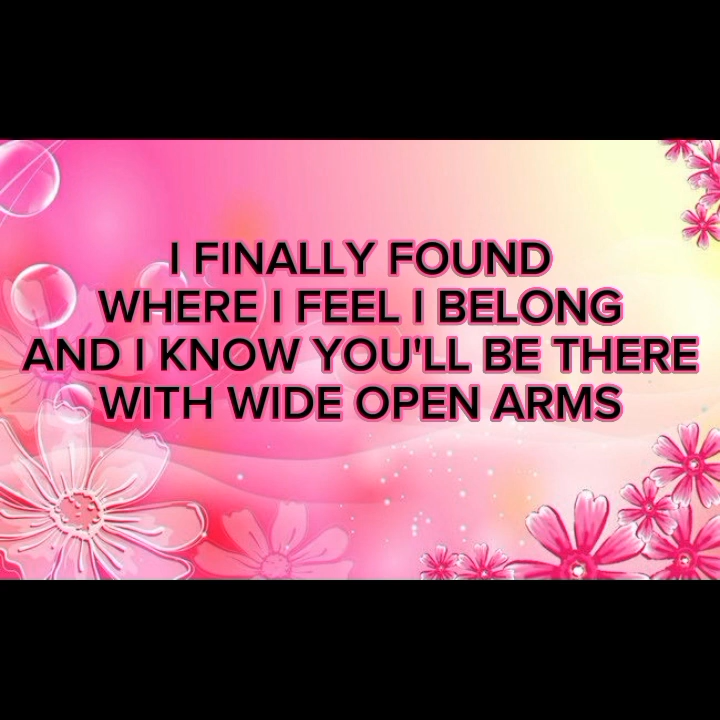 I FINALLY FOUND
WHERE I FEEL I BELONG
AND I KNOW YOU'LL BE THERE
WITH WIDE OPEN ARMS